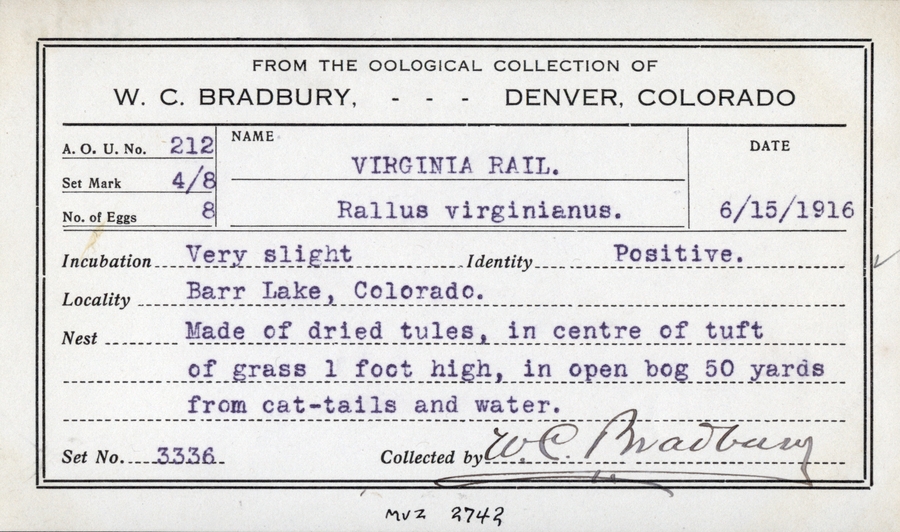 FROM THE OOLOGICAL COLLECTION OF
W. C. BRADBURY, - - - DENVER, COLORADO
A. O. U. No. 212
NAME
DATE
Set Mark 4/8
VIRGINIA RAIL.
No. of Eggs 8
Rallus virginianus.
6/15/1916
Incubation Very slight Identity Positive.
Locality Barr Lake, Colorado.
Nest Made of dried tules, in centre of tuft
of grass 1 foot high, in open bog 50 yards
from cat-tails and water.
Set No. 3336 Collected by W. C. Bradbury
MVZ 2742